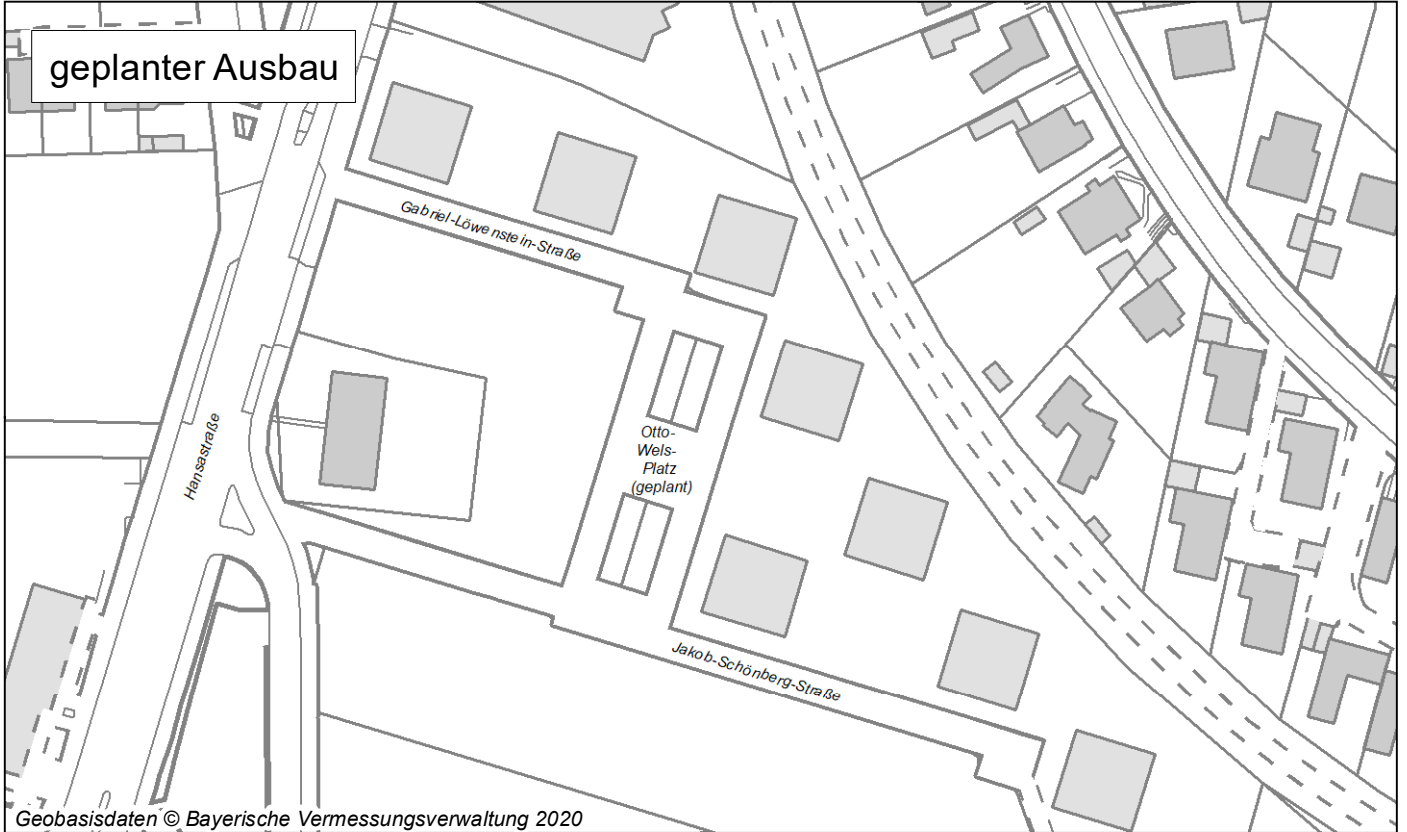 geplanter Ausbau
Gabriel-Löwenstein-Straße
Hansastraße
Otto-
Wels-
Platz
(geplant)
Jakob-Schönberg-Straße
Geobasisdaten © Bayerische Vermessungsverwaltung 2020